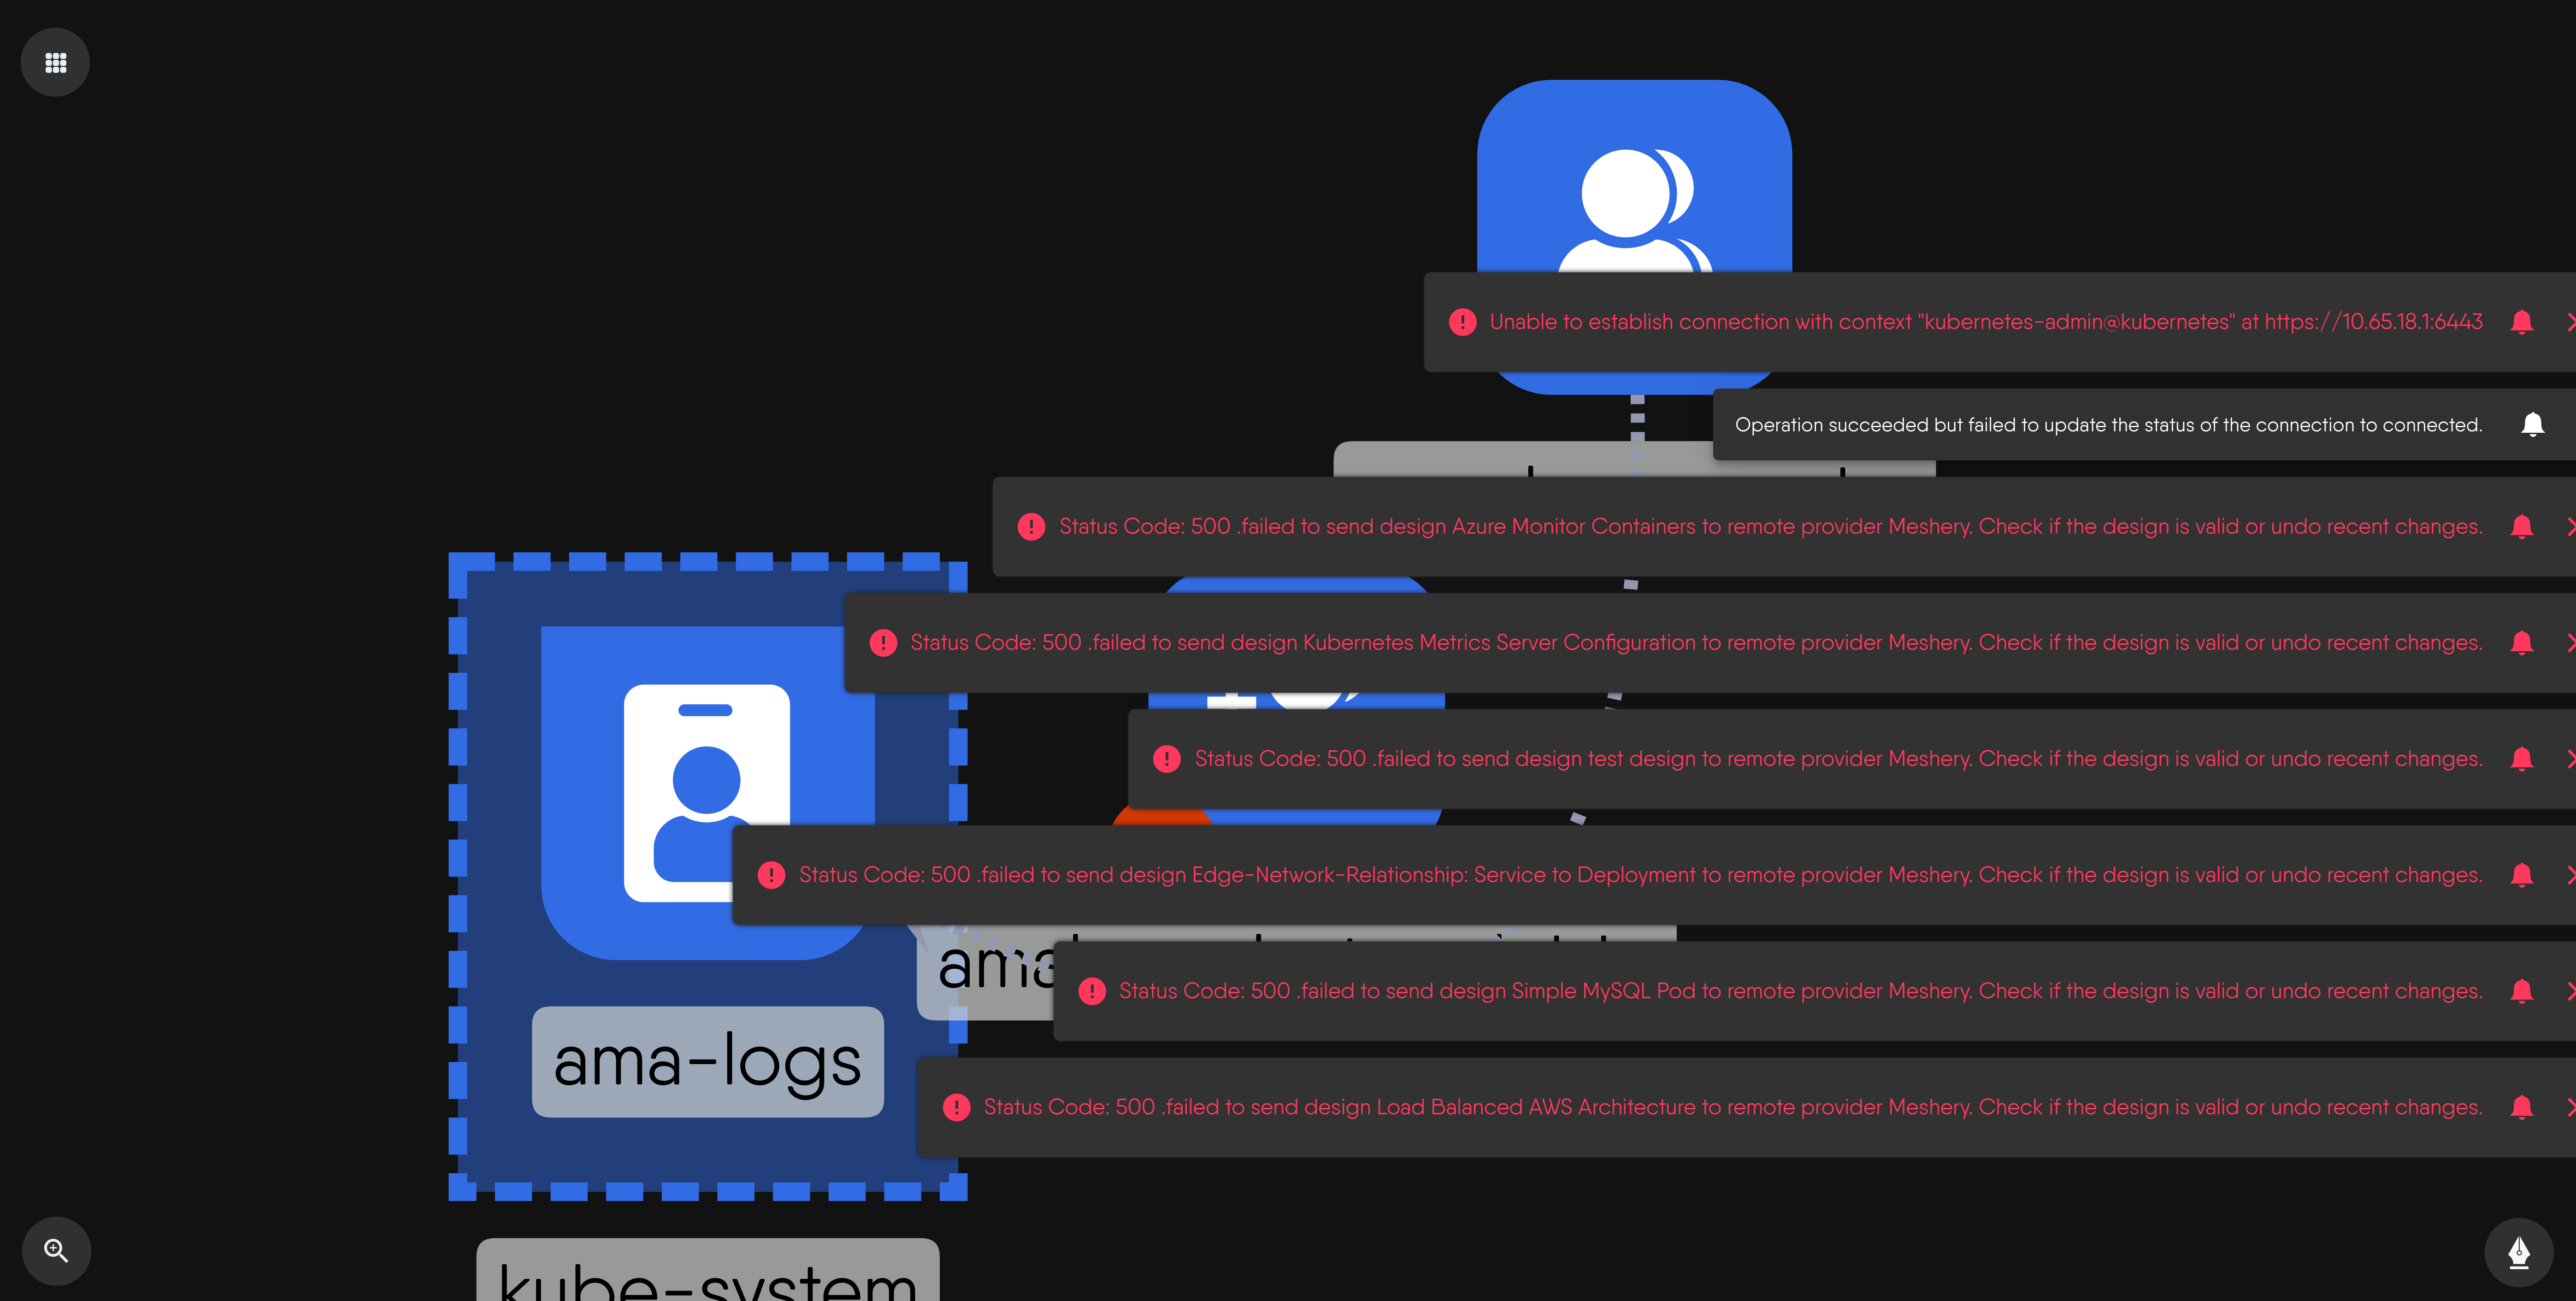 Unable to establish connection with context "kubernetes-admin@kubernetes" at https://10.65.18.1:6443
Operation succeeded but failed to update the status of the connection to connected.
Status Code: 500 .failed to send design Azure Monitor Containers to remote provider Meshery. Check if the design is valid or undo recent changes.
Status Code: 500 .failed to send design Kubernetes Metrics Server Configuration to remote provider Meshery. Check if the design is valid or undo recent changes.
Status Code: 500 .failed to send design test design to remote provider Meshery. Check if the design is valid or undo recent changes.
Status Code: 500 .failed to send design Edge-Network-Relationship: Service to Deployment to remote provider Meshery. Check if the design is valid or undo recent changes.
Status Code: 500 .failed to send design Simple MySQL Pod to remote provider Meshery. Check if the design is valid or undo recent changes.
ama-logs
Status Code: 500 .failed to send design Load Balanced AWS Architecture to remote provider Meshery. Check if the design is valid or undo recent changes.
kube-system